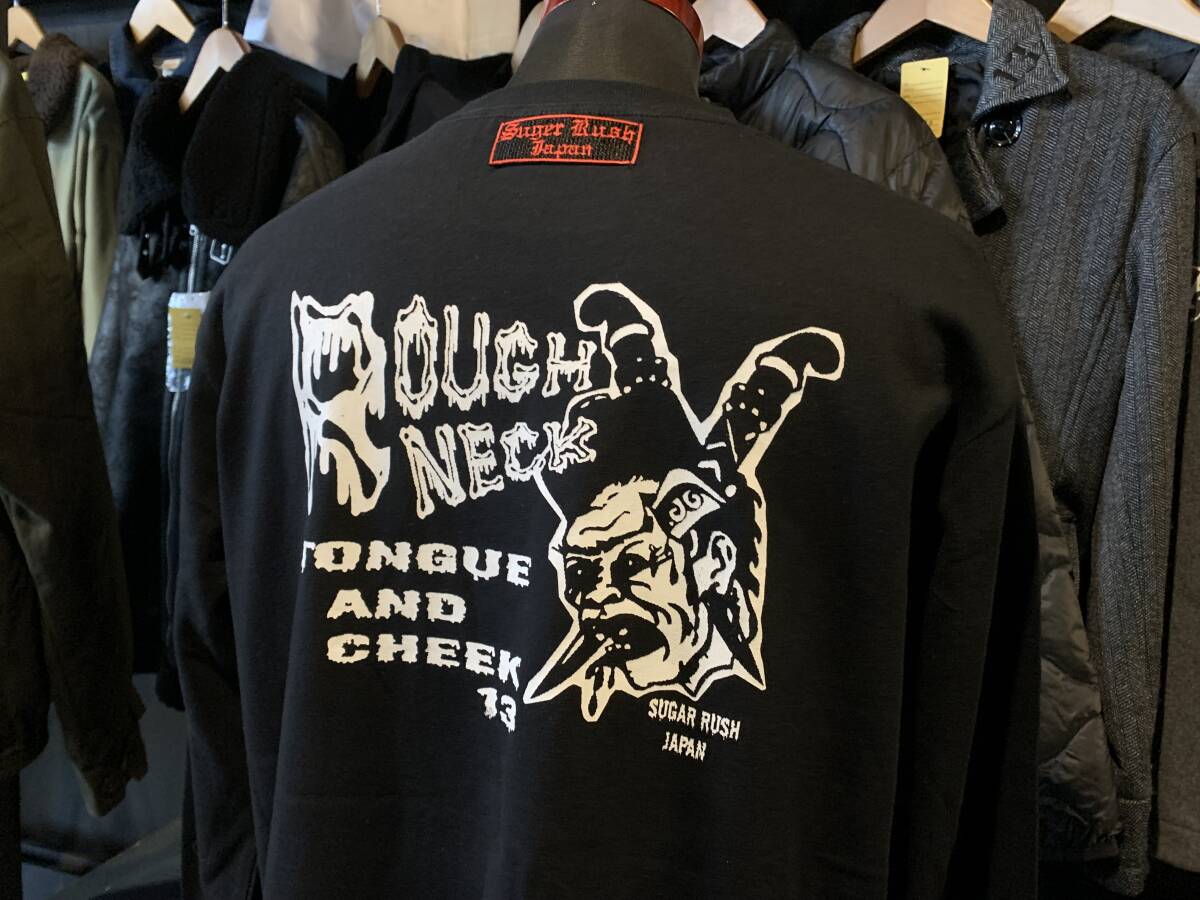 Suger Rush
Japan
ROUGH
NECK
TONGUE
AND
CHEEK
13
SUGAR RUSH
JAPAN